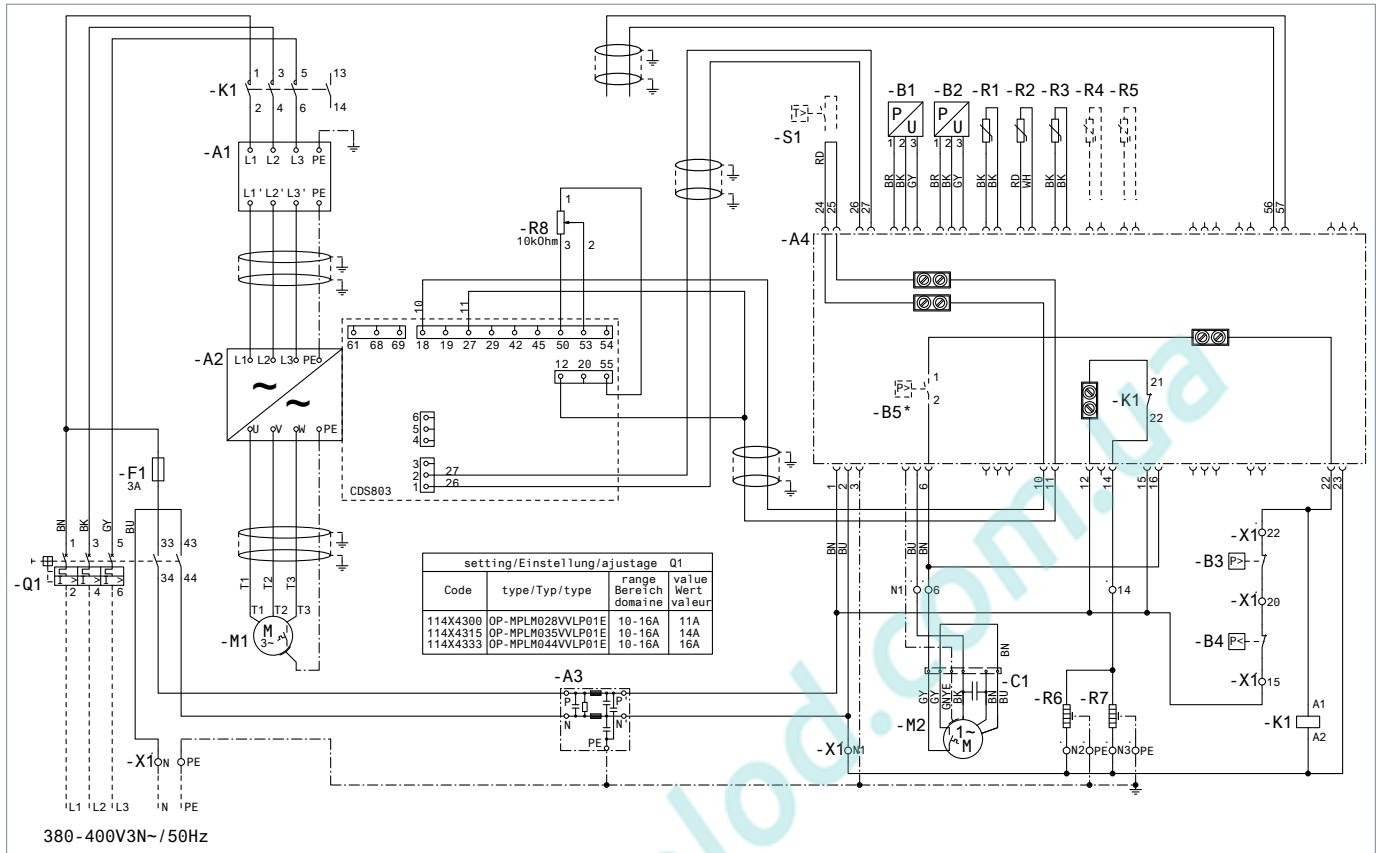 -K1
1 3 5 13
2 4 6 14
-A1
L1 L2 L3 PE
L1' L2' L3' PE
-A2
L1 L2 L3 PE
~
~
U V W PE
T1 T2 T3
T1 T2 T3
-M1
M
3~
-F1
3A
BN BK GY BU
1 3 5 33 43
-Q1
I> I> I>
2 4 6 34 44
-X1 N PE
L1 L2 L3 N PE
380-400V3N~/50Hz
-R8
10kOhm
1
3 2
10 11
61 68 69 18 19 27 29 42 45 50 53 54
12 20 55
6
5
4
3
2
1
27
26
CDS803
setting/Einstellung/ajustage Q1
Code type/Typ/type range Bereich domaine value Wert valeur
114X4300 OP-MPLM028VVLP01E 10-16A 11A
114X4315 OP-MPLM035VVLP01E 10-16A 14A
114X4333 OP-MPLM044VVLP01E 10-16A 16A
-A3
P P'
N N'
PE
-S1
T>
RD
-B1 -B2 -R1 -R2 -R3 -R4 -R5
P U P U
1 2 3 1 2 3
BR BK GY BR BK GY BK BK RD WH BK BK
24 25 26 27 56 57
-A4
P>
1
2
-B5*
-K1
21
22
1 2 3 6 10 11 12 14 15 16 22 23
BN BU BU BN
N1 6
14
BN
-C1
GY GY GNYE BK BN BU
-M2
1~
M
-X1 N1
-R6 -R7
N2 PE N3 PE
-X1 22
-B3 P>
-X1 20
-B4 P<
-X1 15
-K1
A1
A2
lod.com.ua